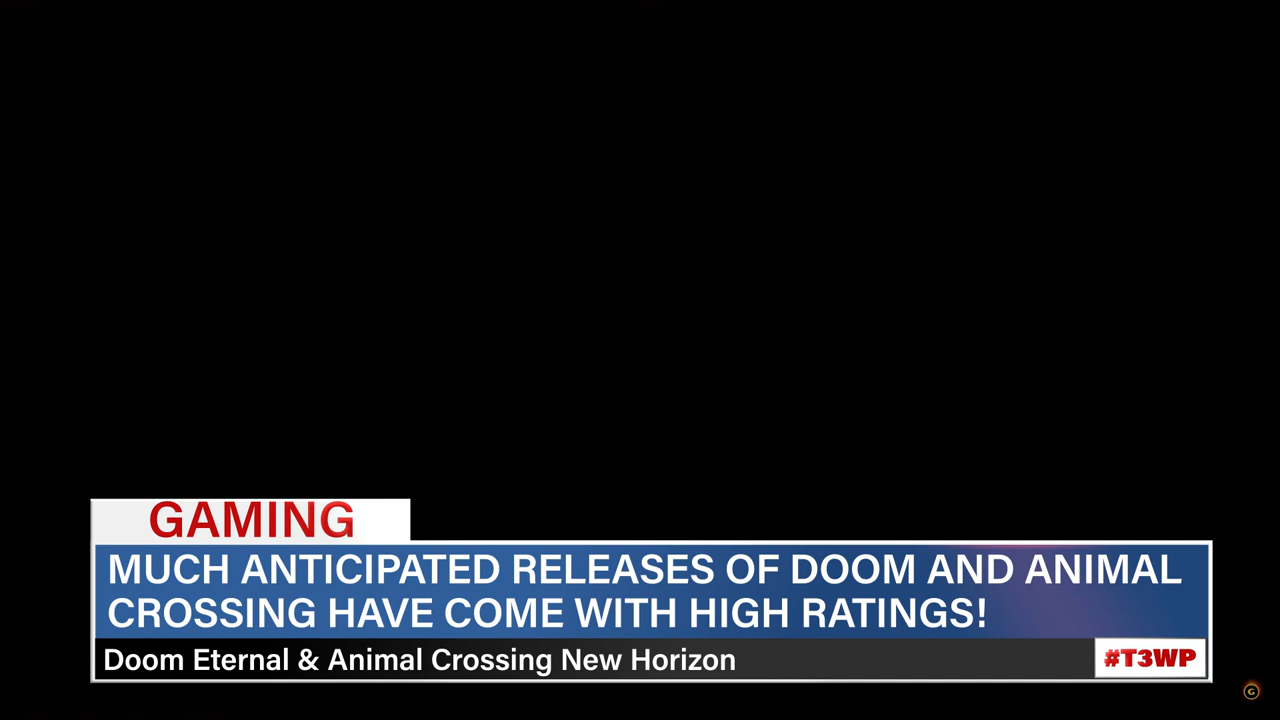 GAMING
MUCH ANTICIPATED RELEASES OF DOOM AND ANIMAL
CROSSING HAVE COME WITH HIGH RATINGS!
Doom Eternal & Animal Crossing New Horizon
#T3WP
G